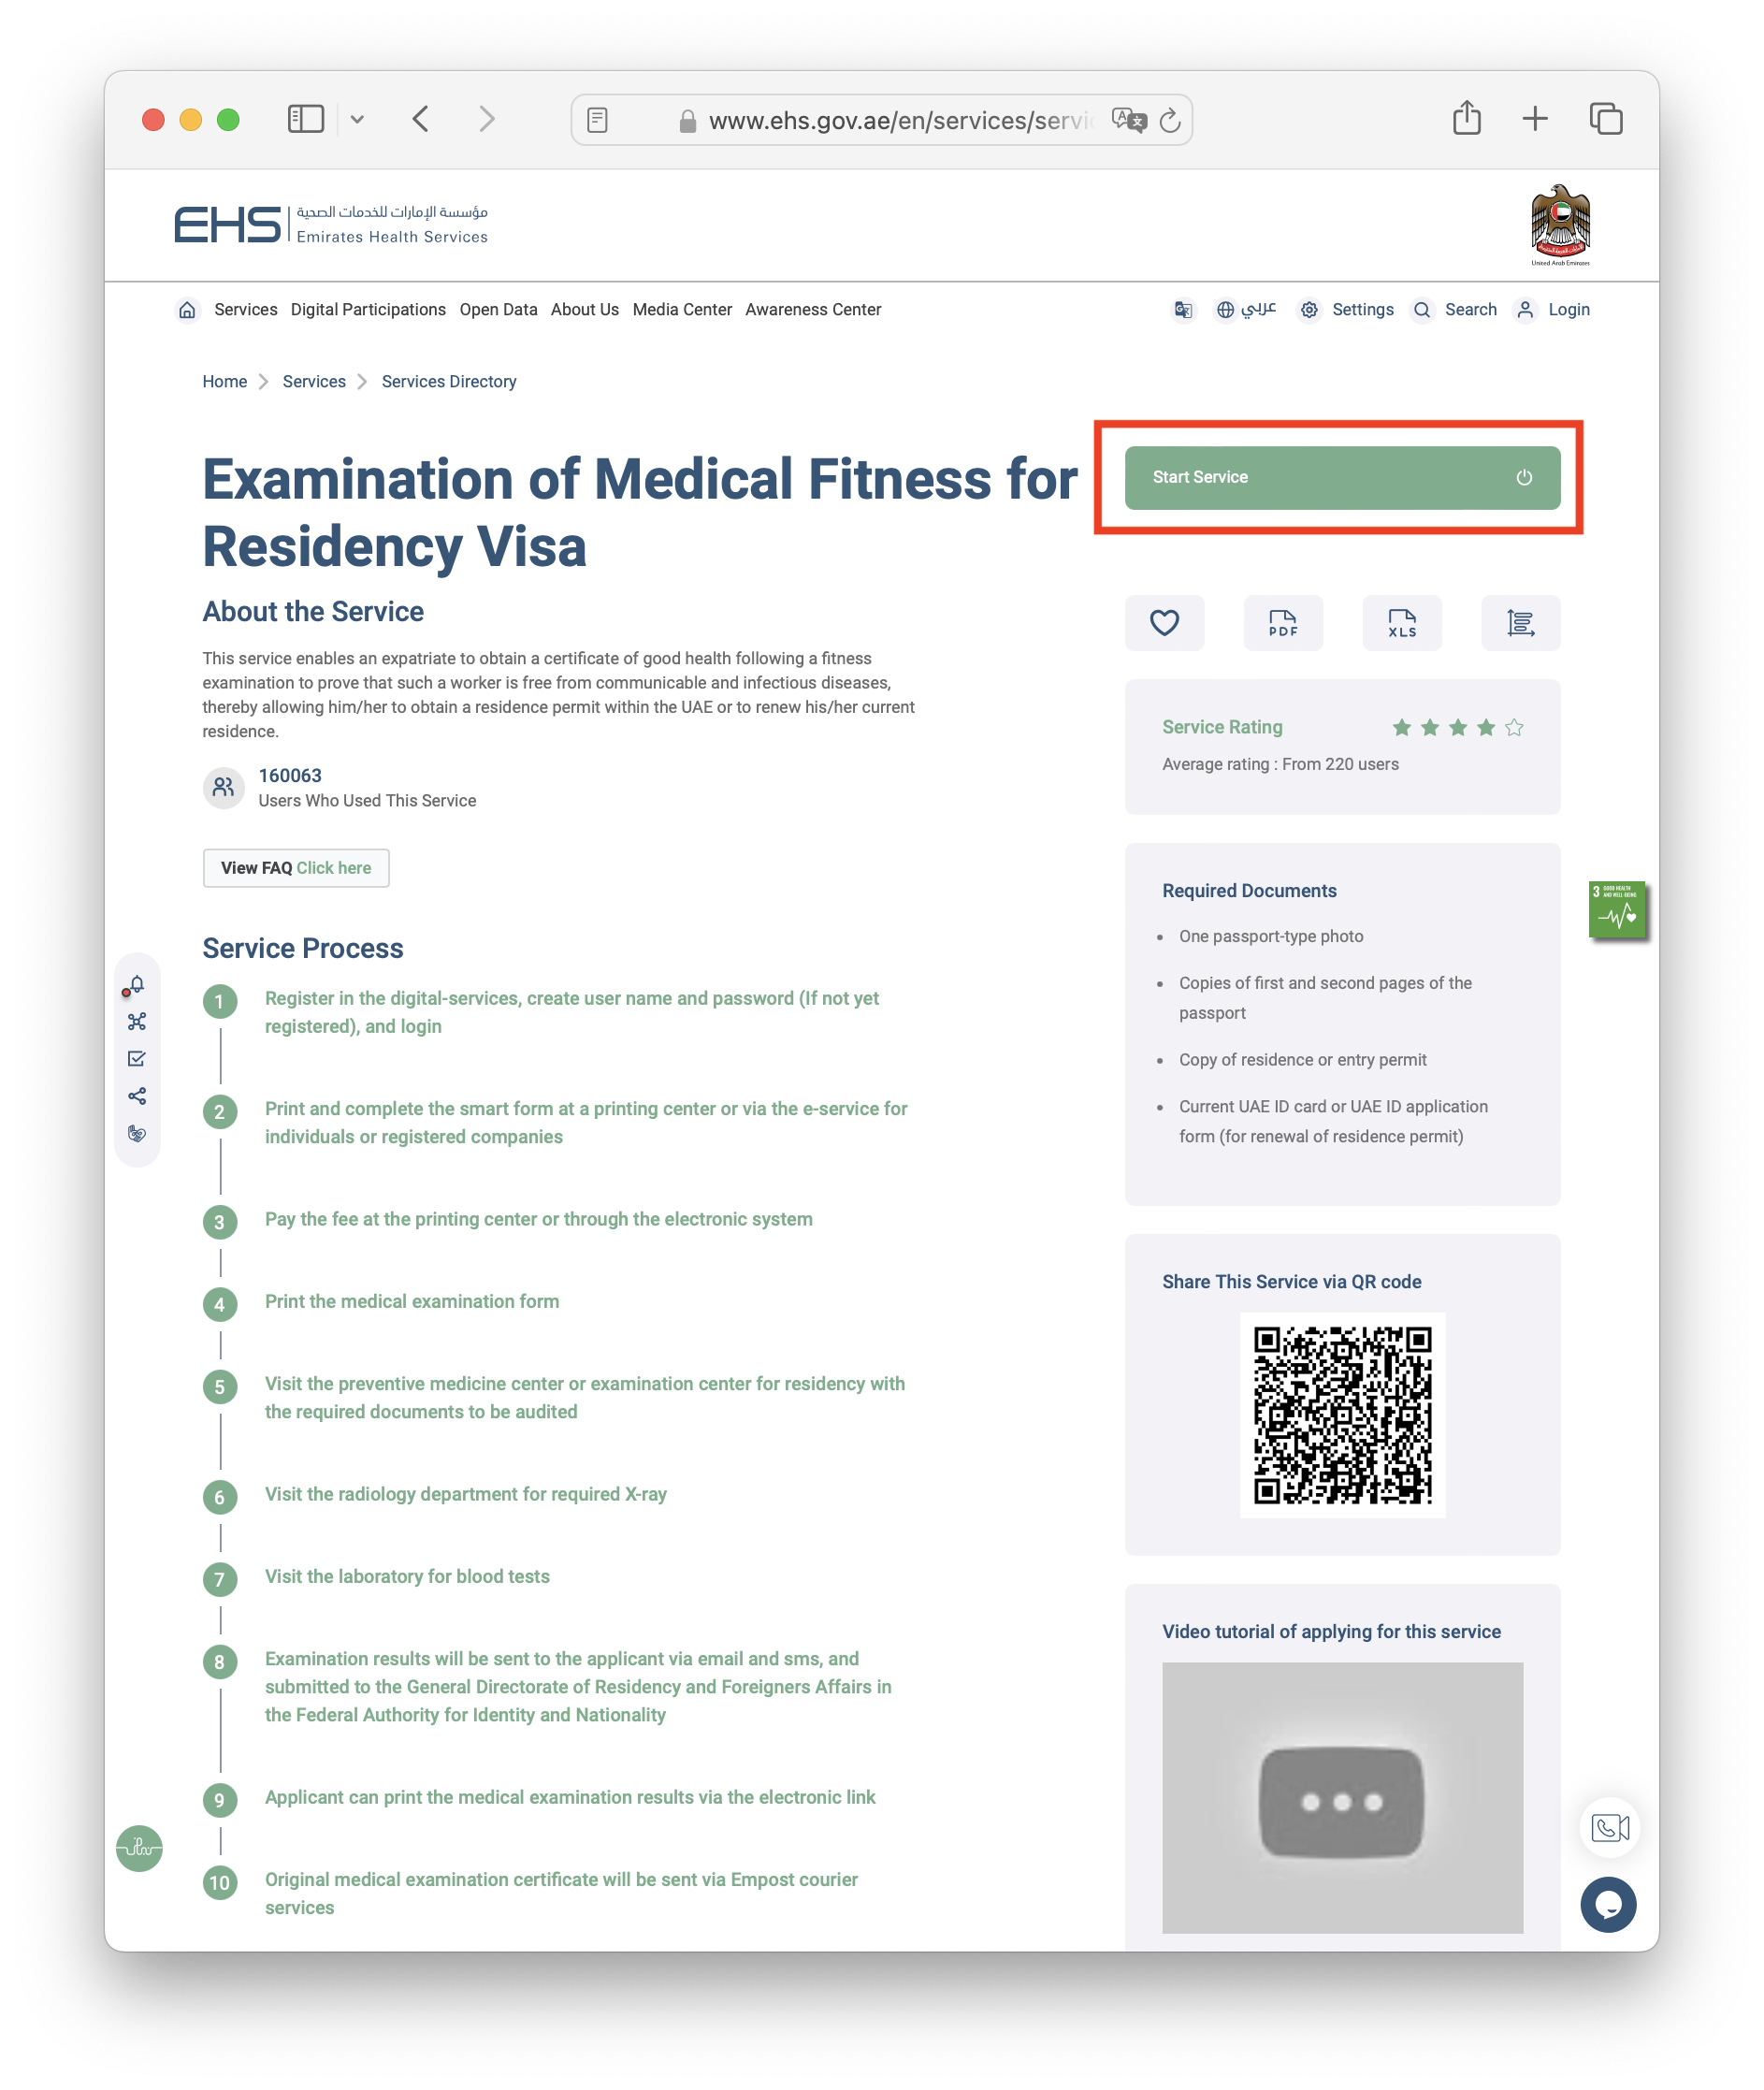 www.ehs.gov.ae/en/services/servi
EHS
مؤسسة الإمارات للخدمات الصحية
Emirates Health Services
United Arab Emirates
Services Digital Participations Open Data About Us Media Center Awareness Center
عربي Settings Search Login
Home Services Services Directory
Examination of Medical Fitness for
Residency Visa
Start Service
About the Service
This service enables an expatriate to obtain a certificate of good health following a fitness
examination to prove that such a worker is free from communicable and infectious diseases,
thereby allowing him/her to obtain a residence permit within the UAE or to renew his/her current
residence.
160063
Users Who Used This Service
View FAQ Click here
Service Process
1 Register in the digital-services, create user name and password (If not yet
registered), and login
2 Print and complete the smart form at a printing center or via the e-service for
individuals or registered companies
3 Pay the fee at the printing center or through the electronic system
4 Print the medical examination form
5 Visit the preventive medicine center or examination center for residency with
the required documents to be audited
6 Visit the radiology department for required X-ray
7 Visit the laboratory for blood tests
8 Examination results will be sent to the applicant via email and sms, and
submitted to the General Directorate of Residency and Foreigners Affairs in
the Federal Authority for Identity and Nationality
9 Applicant can print the medical examination results via the electronic link
10 Original medical examination certificate will be sent via Empost courier
services
PDF
XLS
Service Rating
Average rating : From 220 users
Required Documents
One passport-type photo
Copies of first and second pages of the
passport
Copy of residence or entry permit
Current UAE ID card or UAE ID application
form (for renewal of residence permit)
3 GOOD HEALTH
AND WELL-BEING
Share This Service via QR code
Video tutorial of applying for this service